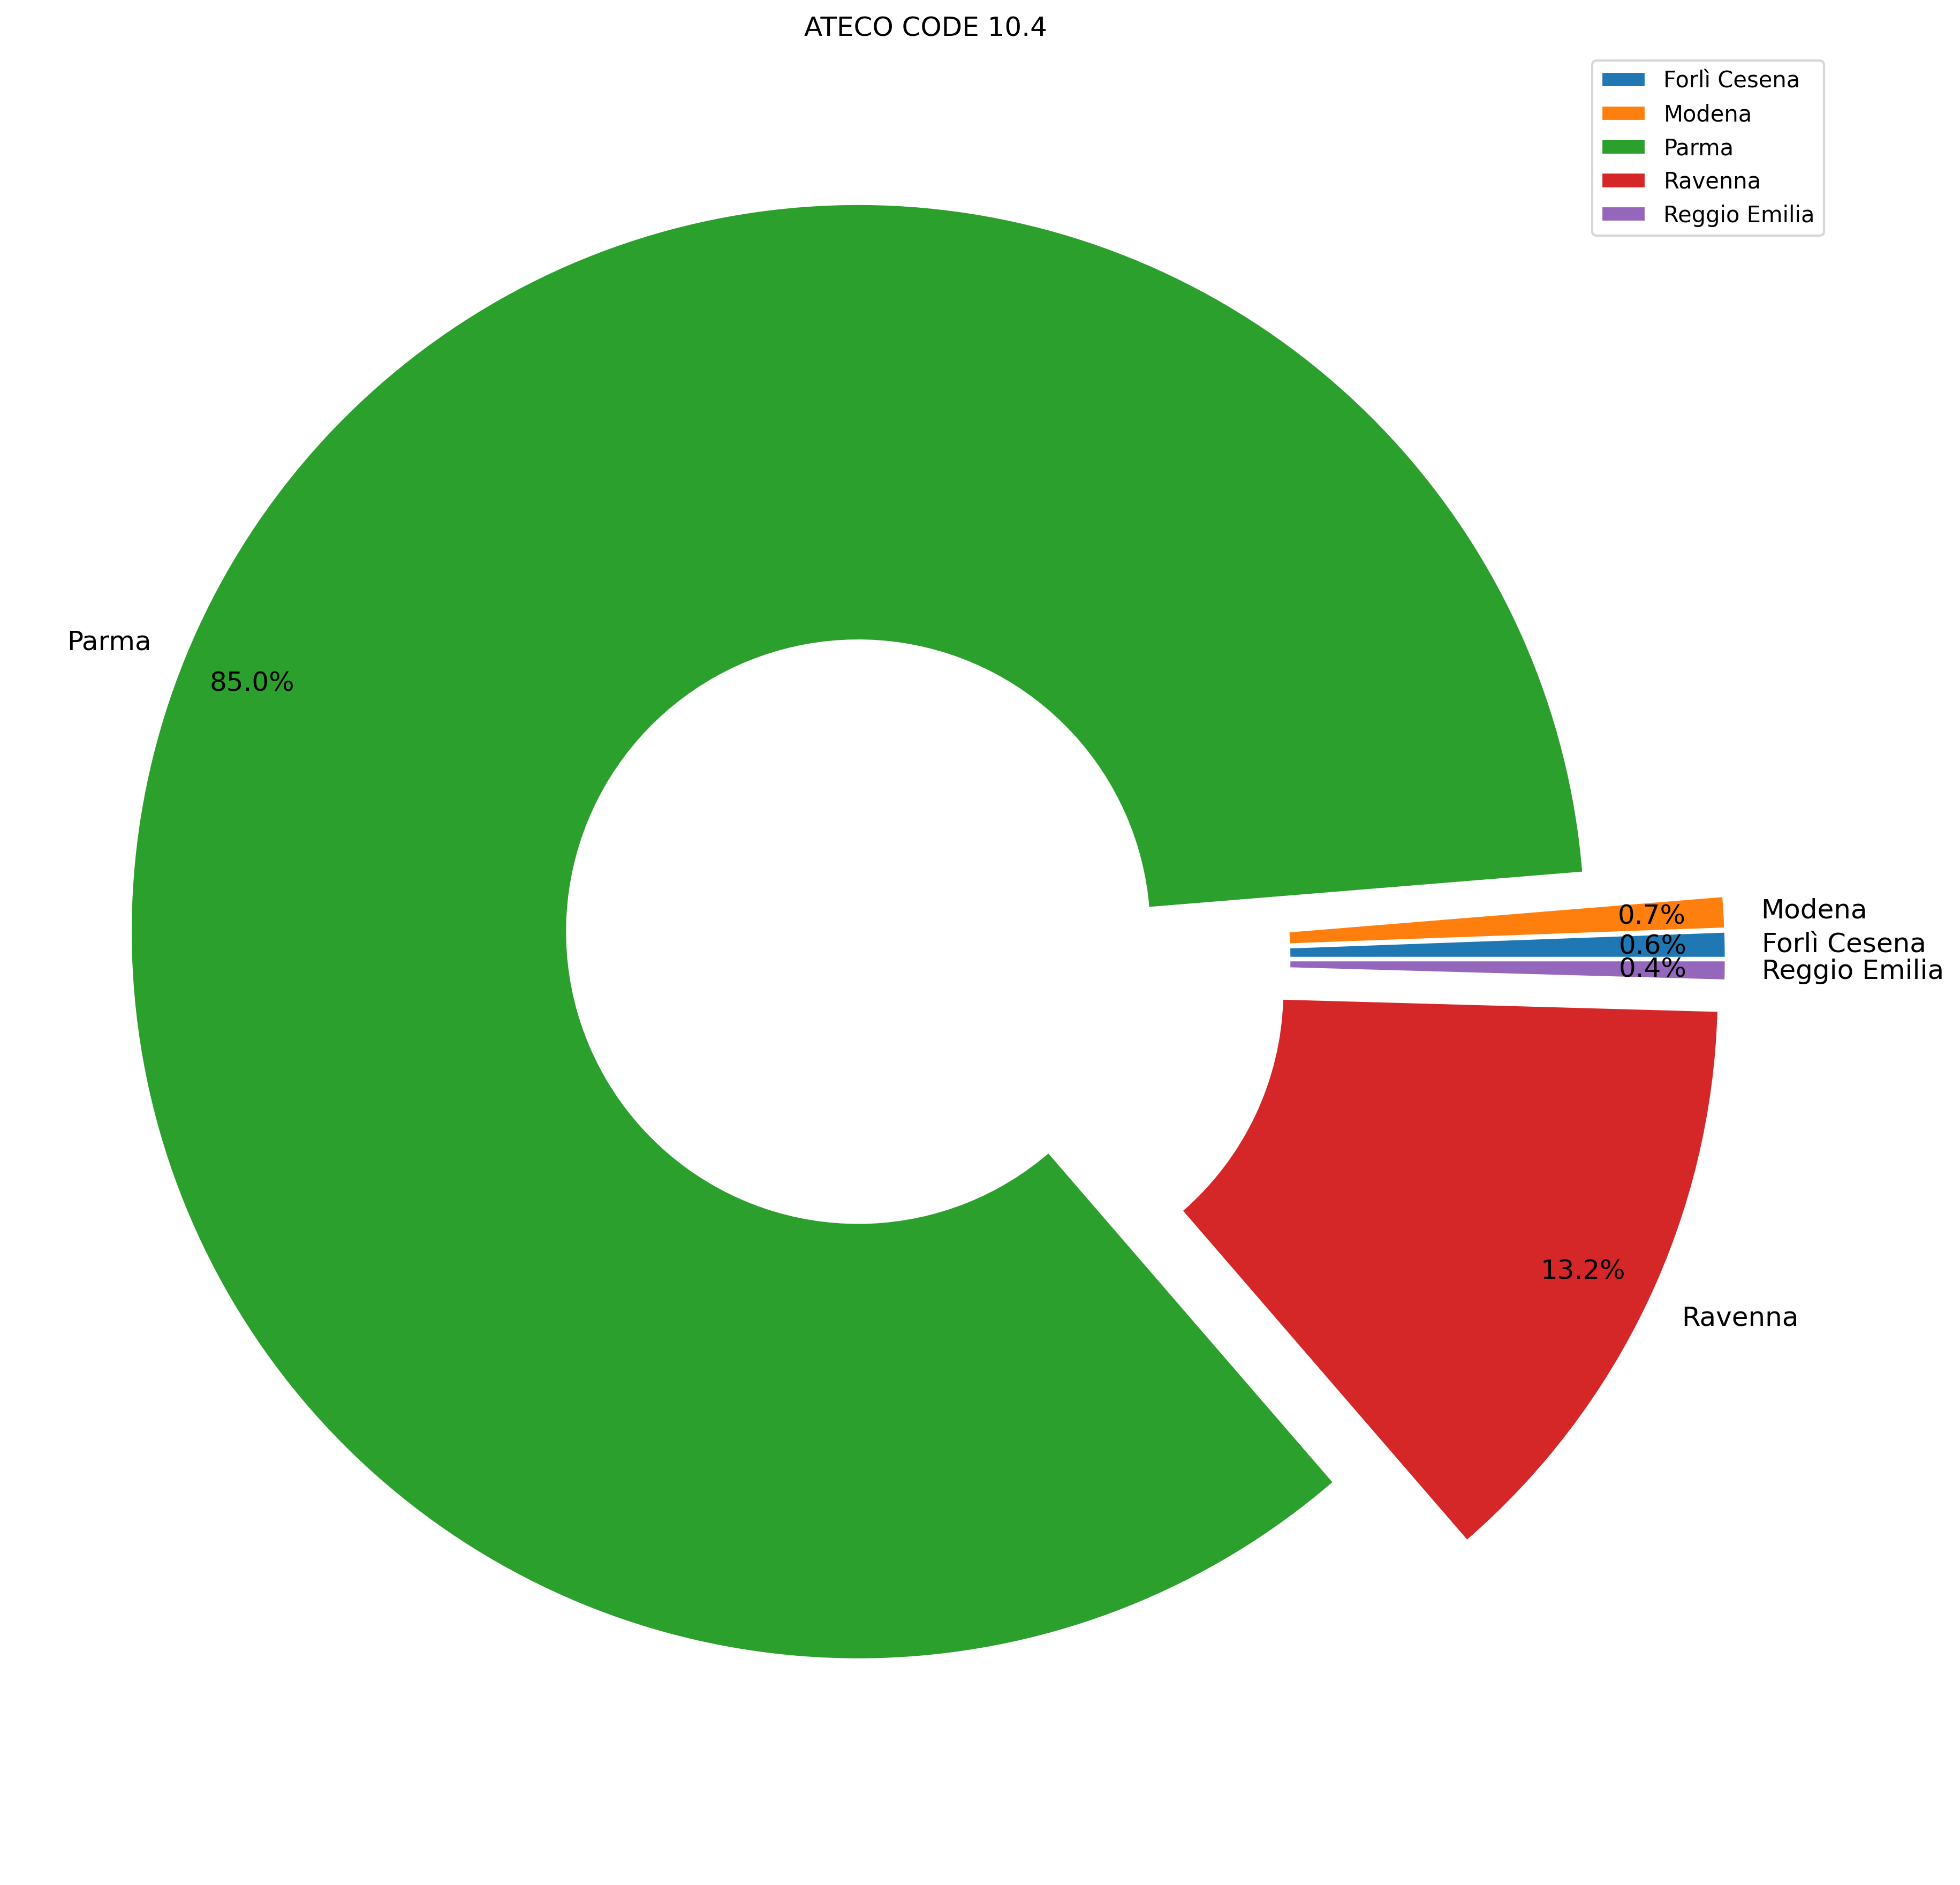 ATECO CODE 10.4
Forlì Cesena
Modena
Parma
Ravenna
Reggio Emilia
Parma
85.0%
0.7%
Modena
0.6%
Forlì Cesena
0.4%
Reggio Emilia
13.2%
Ravenna